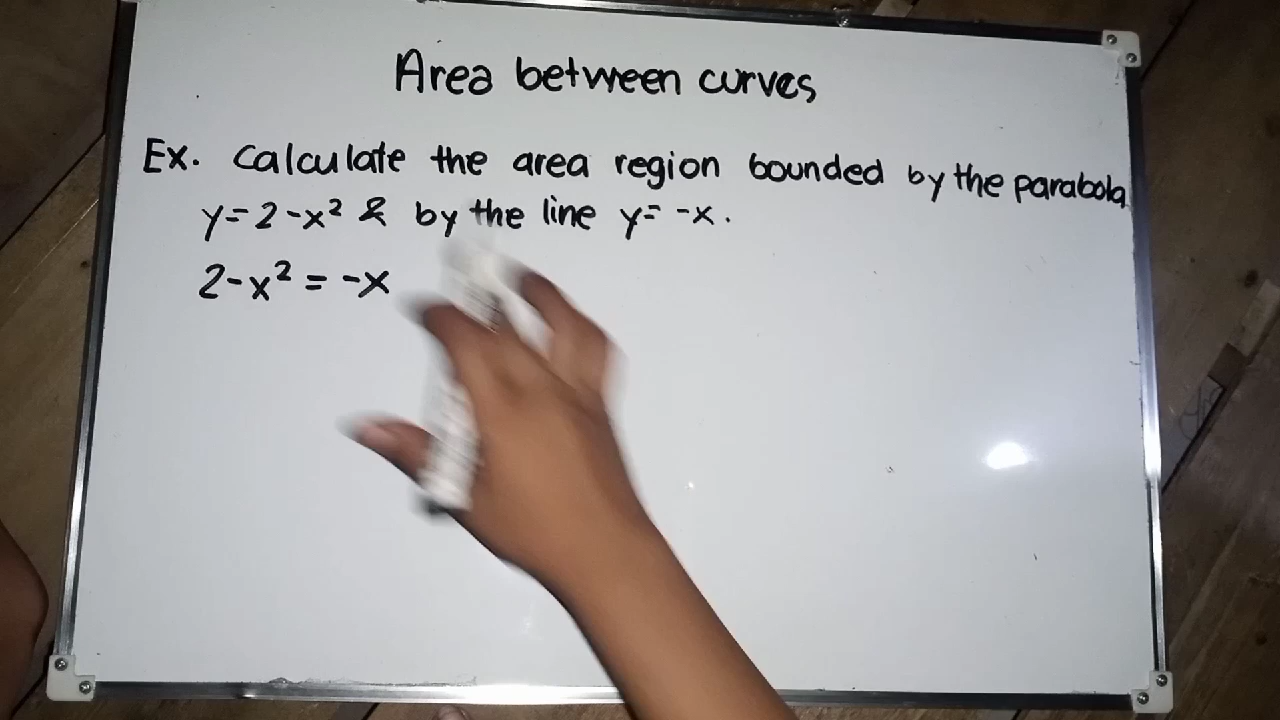 Area between curves
Ex. Calculate the area region bounded by the parabola
y=2-x² & by the line y= -x.
2-x² = -x